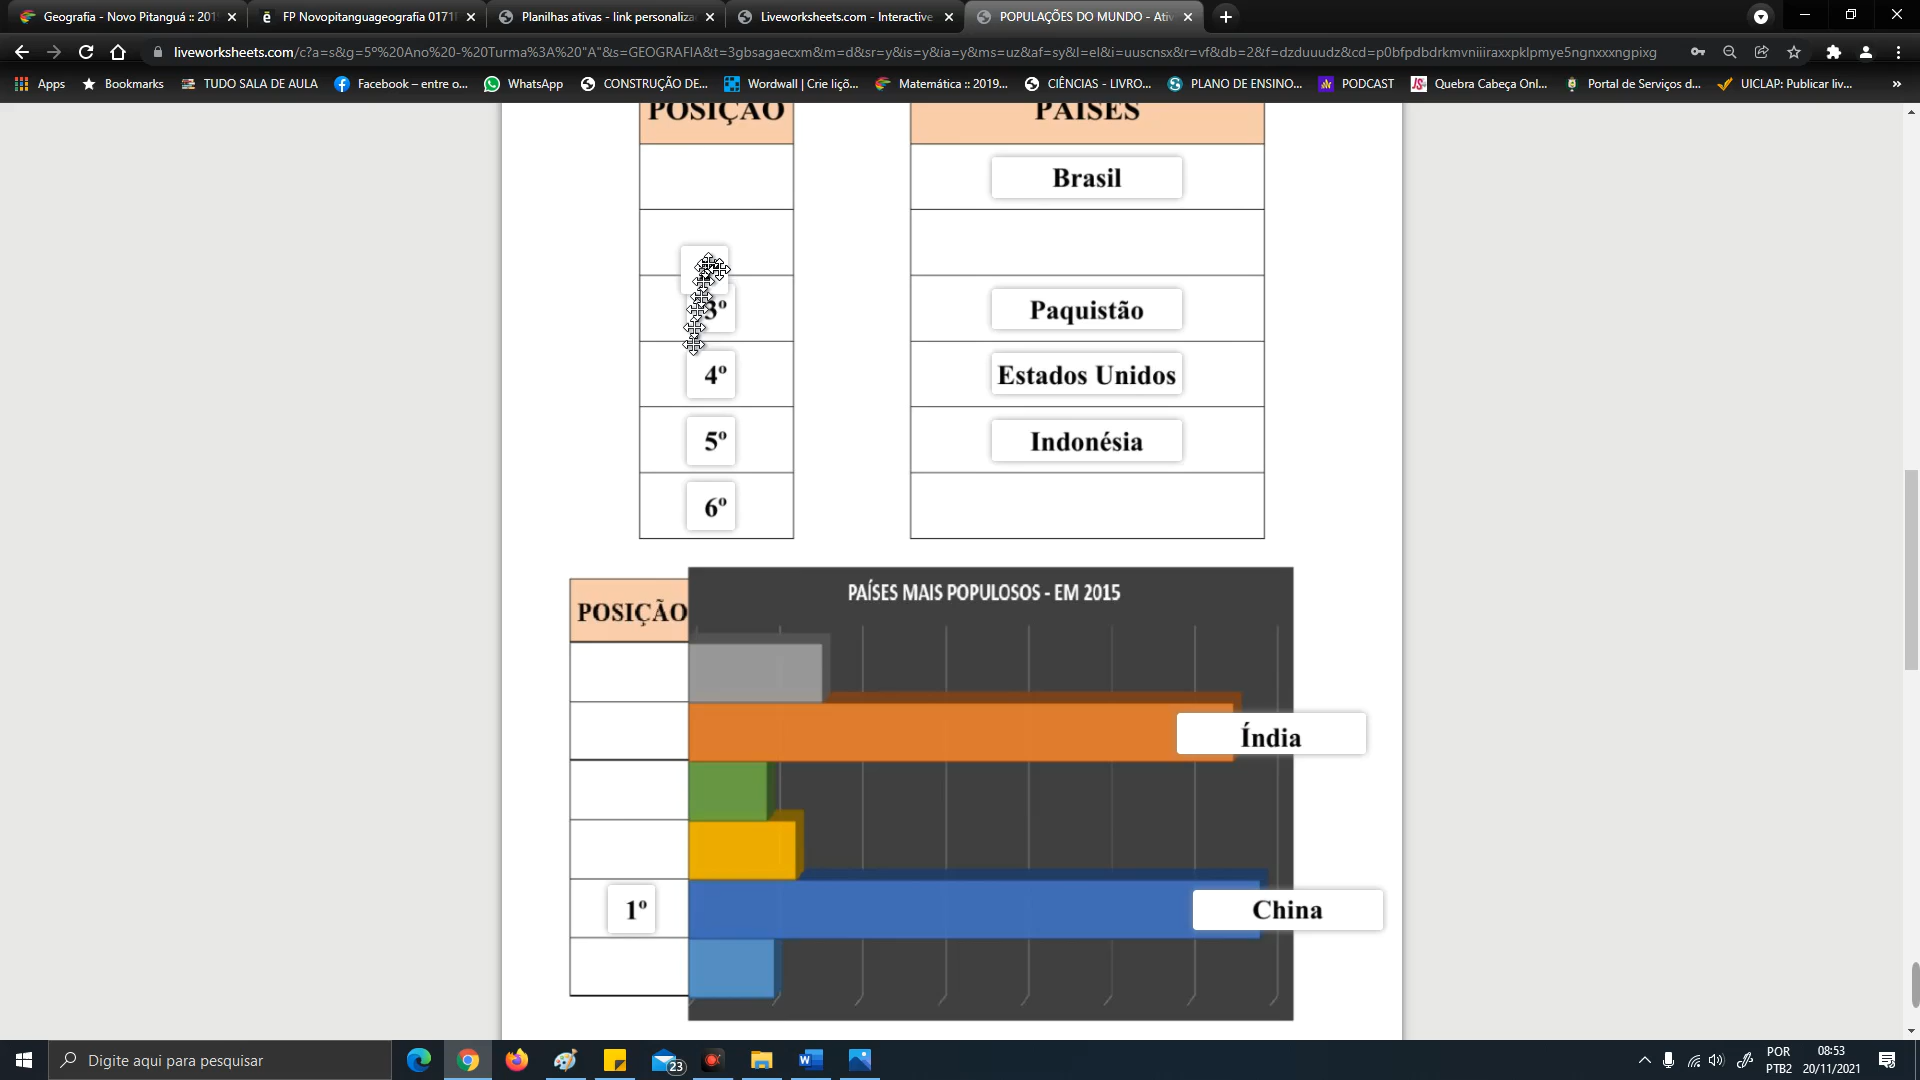 Geografia - Novo Pitanguá :: 201
FP Novopitanguageografia 0171P
Planilhas ativas - link personaliza
Liveworksheets.com - Interactive
POPULAÇÕES DO MUNDO - Ativ
liveworksheets.com/c?a=s&g=5º%20Ano%20-%20Turma%3A%20"A"&s=GEOGRAFIA&t=3gbsagaecxm&m=d&sr=y&is=y&ia=y&ms=uz&af=sy&l=el&i=uuscnsx&r=vf&db=2&f=dzduuudz&cd=p0bfpdbdrkmvniiiraxxpklpmye5ngnxxxngpixg
Apps
Bookmarks
TUDO SALA DE AULA
Facebook – entre o...
WhatsApp
CONSTRUÇÃO DE...
Wordwall | Crie liçõ...
Matemática :: 2019...
CIÊNCIAS - LIVRO...
PLANO DE ENSINO...
PODCAST
Quebra Cabeça Onl...
Portal de Serviços d...
UICLAP: Publicar liv...
»
POSIÇÃO
PAÍSES
Brasil
3º
Paquistão
4º
Estados Unidos
5º
Indonésia
6º
PAÍSES MAIS POPULOSOS - EM 2015
POSIÇÃO
Índia
1º
China
Digite aqui para pesquisar
23
POR
PTB2
08:53
20/11/2021